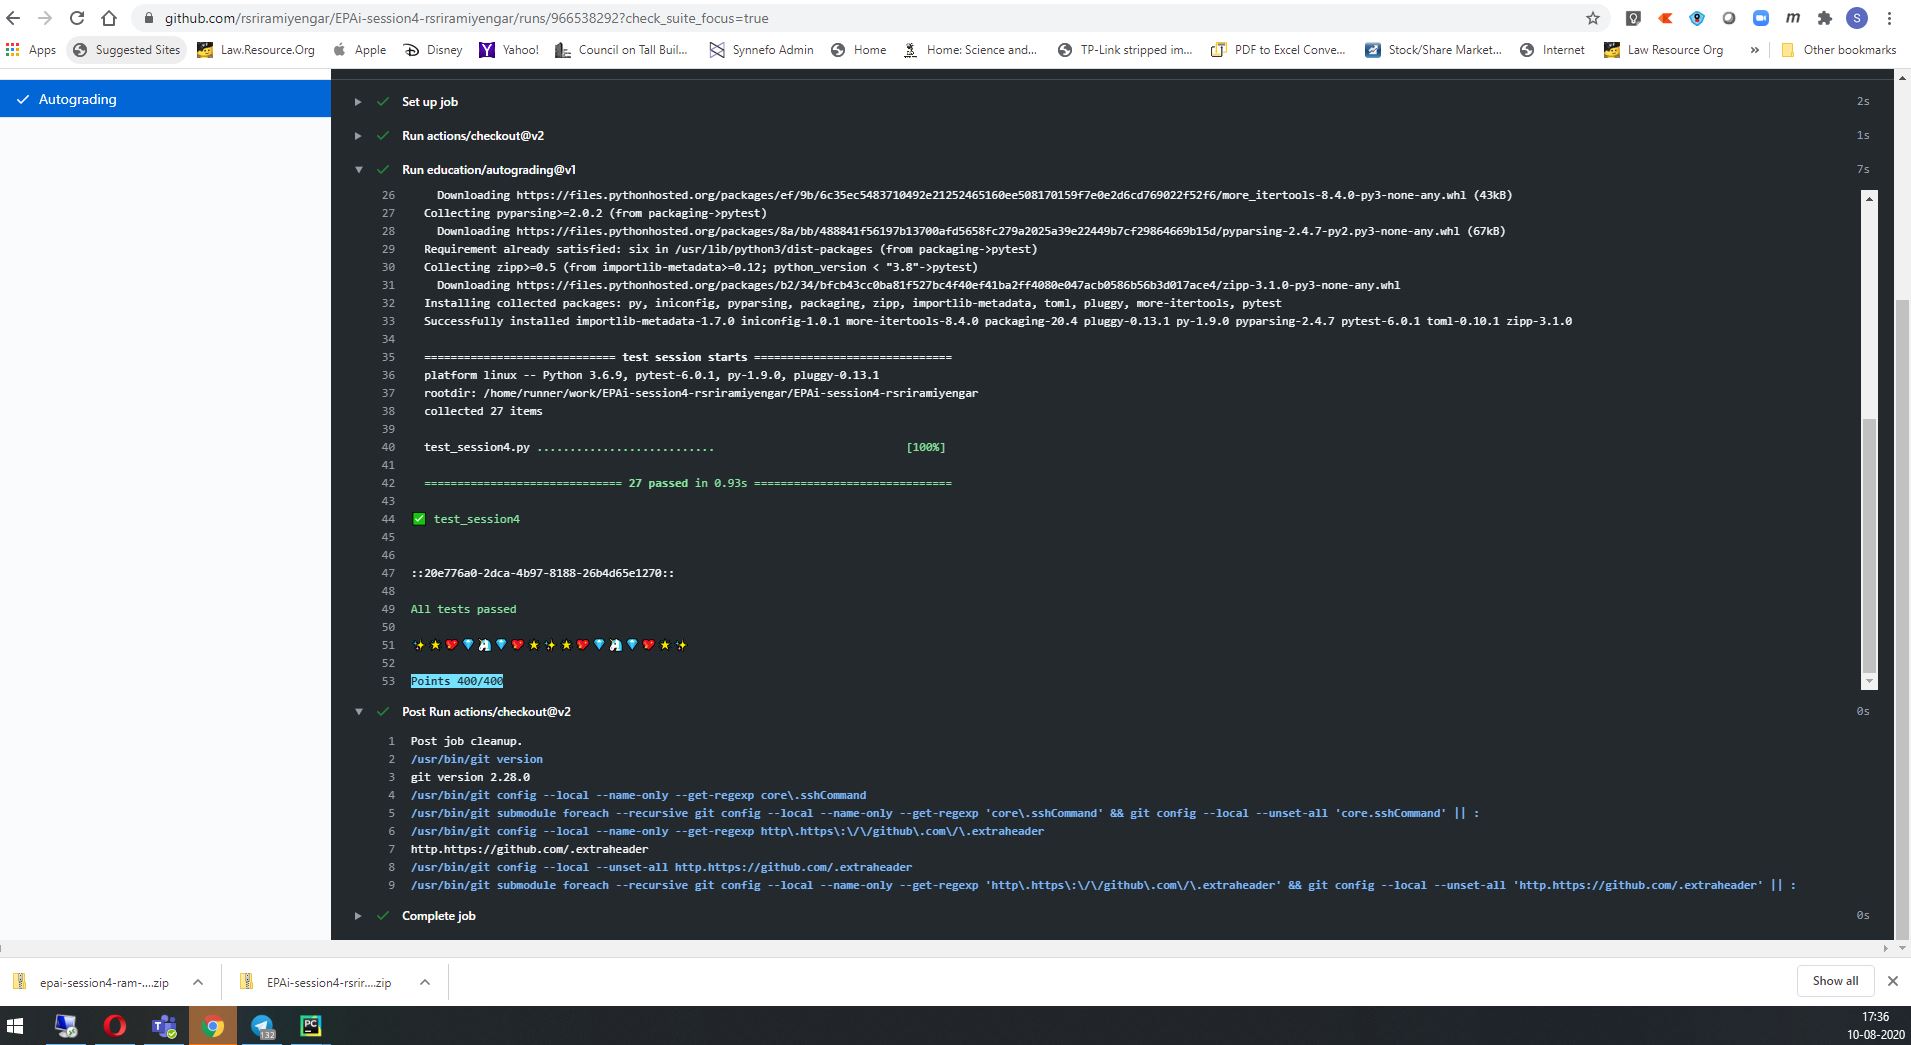 github.com/rsriramiyengar/EPAi-session4-rsriramiyengar/runs/966538292?check_suite_focus=true
S
Apps Suggested Sites Law.Resource.Org Apple Disney Yahoo! Council on Tall Buil... Synnefo Admin Home Home: Science and... TP-Link stripped im... PDF to Excel Conve... Stock/Share Market... Internet Law Resource Org » Other bookmarks
Autograding
Set up job 2s
Run actions/checkout@v2 1s
Run education/autograding@v1 7s
26 Downloading https://files.pythonhosted.org/packages/ef/9b/6c35ec5483710492e21252465160ee508170159f7e0e2d6cd769022f52f6/more_itertools-8.4.0-py3-none-any.whl (43kB)
27 Collecting pyparsing>=2.0.2 (from packaging->pytest)
28 Downloading https://files.pythonhosted.org/packages/8a/bb/488841f56197b13700afd5658fc279a2025a39e22449b7cf29864669b15d/pyparsing-2.4.7-py2.py3-none-any.whl (67kB)
29 Requirement already satisfied: six in /usr/lib/python3/dist-packages (from packaging->pytest)
30 Collecting zipp>=0.5 (from importlib-metadata>=0.12; python_version < "3.8"->pytest)
31 Downloading https://files.pythonhosted.org/packages/b2/34/bfcb43cc0ba81f527bc4f40ef41ba2ff4080e047acb0586b56b3d017ace4/zipp-3.1.0-py3-none-any.whl
32 Installing collected packages: py, iniconfig, pyparsing, packaging, zipp, importlib-metadata, toml, pluggy, more-itertools, pytest
33 Successfully installed importlib-metadata-1.7.0 iniconfig-1.0.1 more-itertools-8.4.0 packaging-20.4 pluggy-0.13.1 py-1.9.0 pyparsing-2.4.7 pytest-6.0.1 toml-0.10.1 zipp-3.1.0
34
35 ============================= test session starts ==============================
36 platform linux -- Python 3.6.9, pytest-6.0.1, py-1.9.0, pluggy-0.13.1
37 rootdir: /home/runner/work/EPAi-session4-rsriramiyengar/EPAi-session4-rsriramiyengar
38 collected 27 items
39
40 test_session4.py ........................... [100%]
41
42 ============================== 27 passed in 0.93s ==============================
43
44 ✅ test_session4
45
46
47 ::20e776a0-2dca-4b97-8188-26b4d65e1270::
48
49 All tests passed
50
51
52
53 Points 400/400
Post Run actions/checkout@v2 0s
1 Post job cleanup.
2 /usr/bin/git version
3 git version 2.28.0
4 /usr/bin/git config --local --name-only --get-regexp core\.sshCommand
5 /usr/bin/git submodule foreach --recursive git config --local --name-only --get-regexp 'core\.sshCommand' && git config --local --unset-all 'core.sshCommand' || :
6 /usr/bin/git config --local --name-only --get-regexp http\.https\:\/\/github\.com\/\.extraheader
7 http.https://github.com/.extraheader
8 /usr/bin/git config --local --unset-all http.https://github.com/.extraheader
9 /usr/bin/git submodule foreach --recursive git config --local --name-only --get-regexp 'http\.https\:\/\/github\.com\/\.extraheader' && git config --local --unset-all 'http.https://github.com/.extraheader' || :
Complete job 0s
epai-session4-ram-....zip EPAi-session4-rsrir....zip Show all
132
PC
17:36
10-08-2020